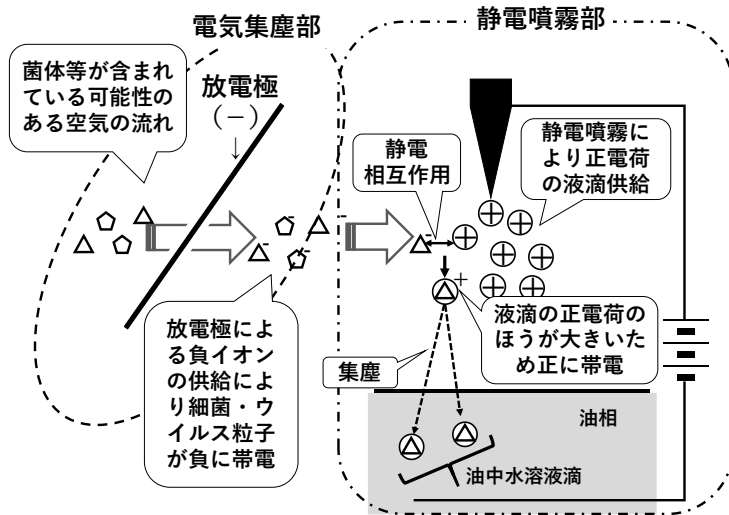 電気集塵部
静電噴霧部
菌体等が含まれ
ている可能性の
ある空気の流れ
放電極
(−)
↓
静電
相互作用
静電噴霧に
より正電荷
の液滴供給
放電極によ
る負イオン
の供給によ
り細菌・ウ
イルス粒子
が負に帯電
液滴の正電荷の
ほうが大きいた
め正に帯電
集塵
油相
油中水溶液滴